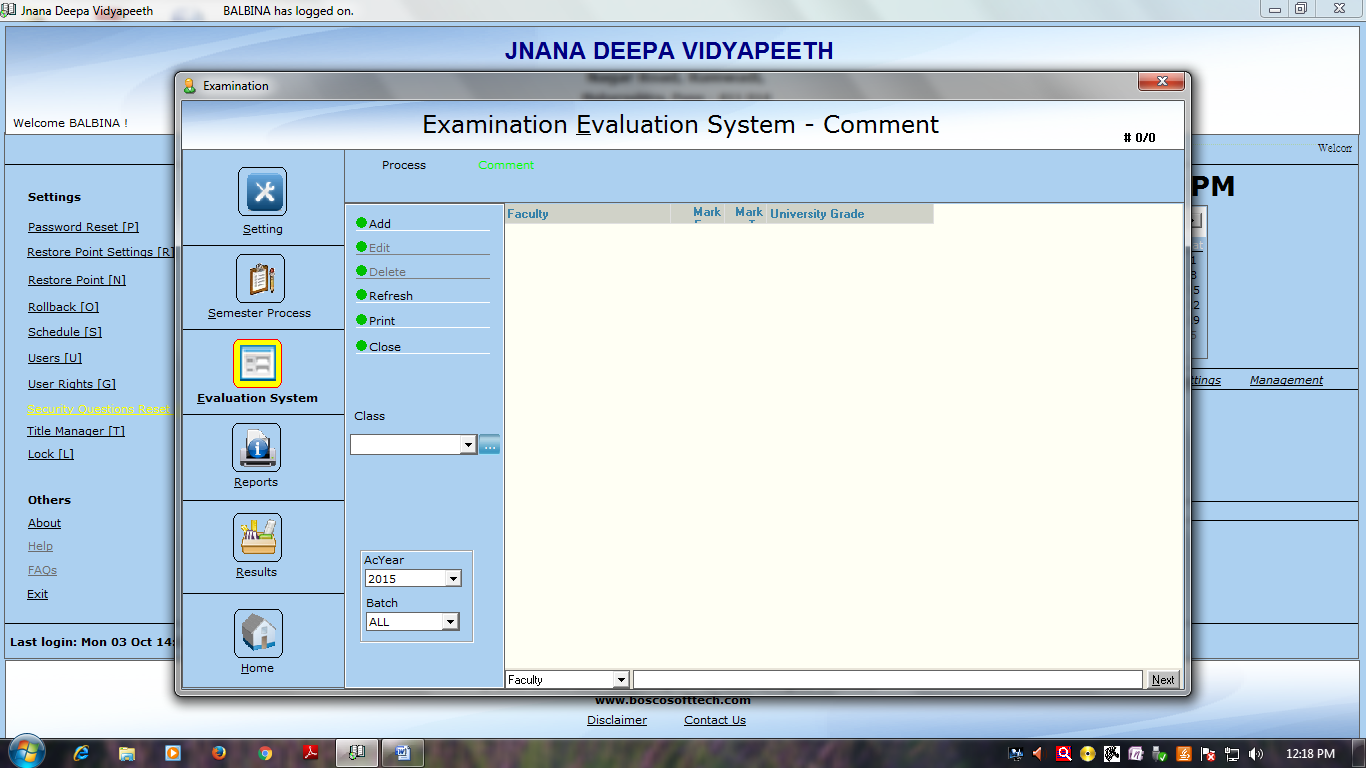 Jnana Deepa Vidyapeeth BALBINA has logged on.
JNANA DEEPA VIDYAPEETH
Welcome BALBINA !
Examination
Examination Evaluation System - Comment
# 0/0
Process Comment
Welcom
PM
Settings
Password Reset [P]
Restore Point Settings [R]
Restore Point [N]
Rollback [O]
Schedule [S]
Users [U]
User Rights [G]
Security Questions Reset
Title Manager [T]
Lock [L]
Others
About
Help
FAQs
Exit
Last login: Mon 03 Oct 14:
Setting
Semester Process
Evaluation System
Reports
Results
Home
Add
Edit
Delete
Refresh
Print
Close
Class
...
AcYear
2015
Batch
ALL
Faculty Mark Mark University Grade
Faculty
Next
ttings Management
www.boscosofttech.com
Disclaimer Contact Us
12:18 PM